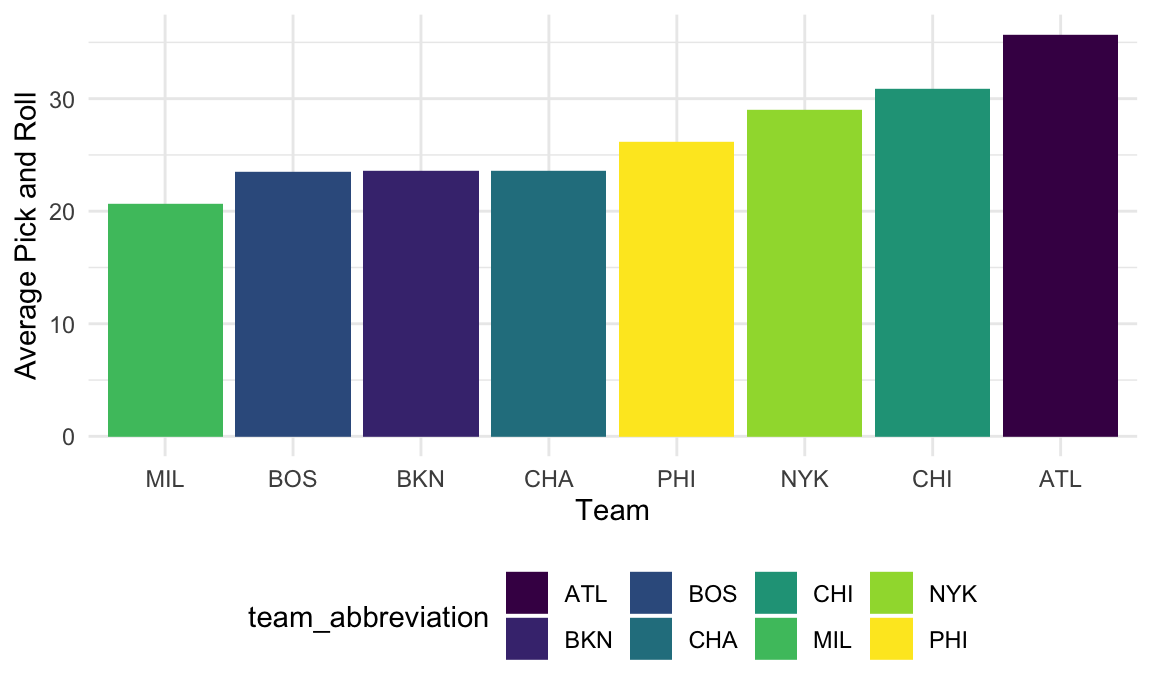 Average Pick and Roll
30
20
10
0
MIL BOS BKN CHA PHI NYK CHI ATL
Team
team_abbreviation
ATL BOS CHI NYK
BKN CHA MIL PHI